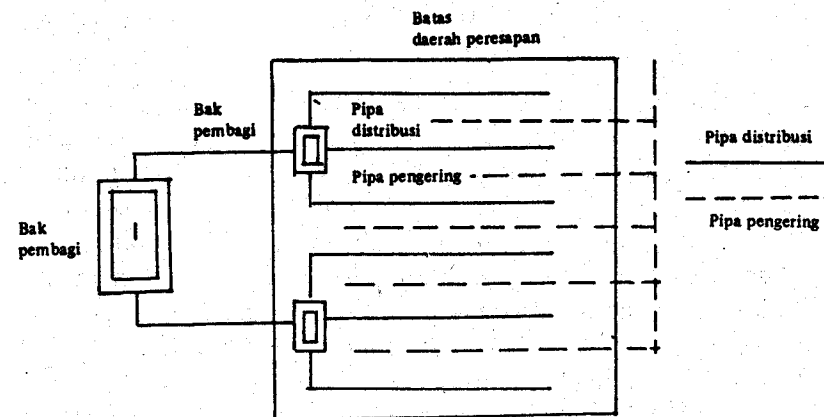 Batas
daerah peresapan
Bak
pembagi
Pipa
distribusi
Pipa distribusi
Pipa pengering
Pipa pengering
Bak
pembagi